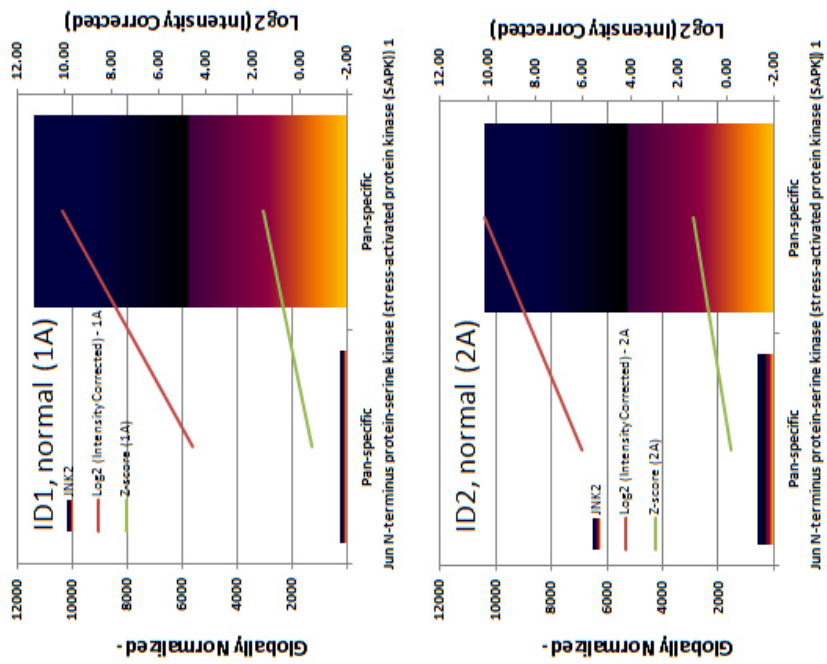 ID1, normal (1A)
JNK2
Log2 (Intensity Corrected) - 1A
Z-score (1A)
Globally Normalized -
12000
10000
8000
6000
4000
2000
-
Log2 (Intensity Corrected)
12.00
10.00
8.00
6.00
4.00
2.00
0.00
-2.00
Pan-specific
Pan-specific
Jun N-terminus protein-serine kinase (stress-activated protein kinase (SAPK)) 1
ID2, normal (2A)
JNK2
Log2 (Intensity Corrected) - 2A
Z-score (2A)
Globally Normalized -
12000
10000
8000
6000
4000
2000
-
Log2 (Intensity Corrected)
12.00
10.00
8.00
6.00
4.00
2.00
0.00
-2.00
Pan-specific
Pan-specific
Jun N-terminus protein-serine kinase (stress-activated protein kinase (SAPK)) 1